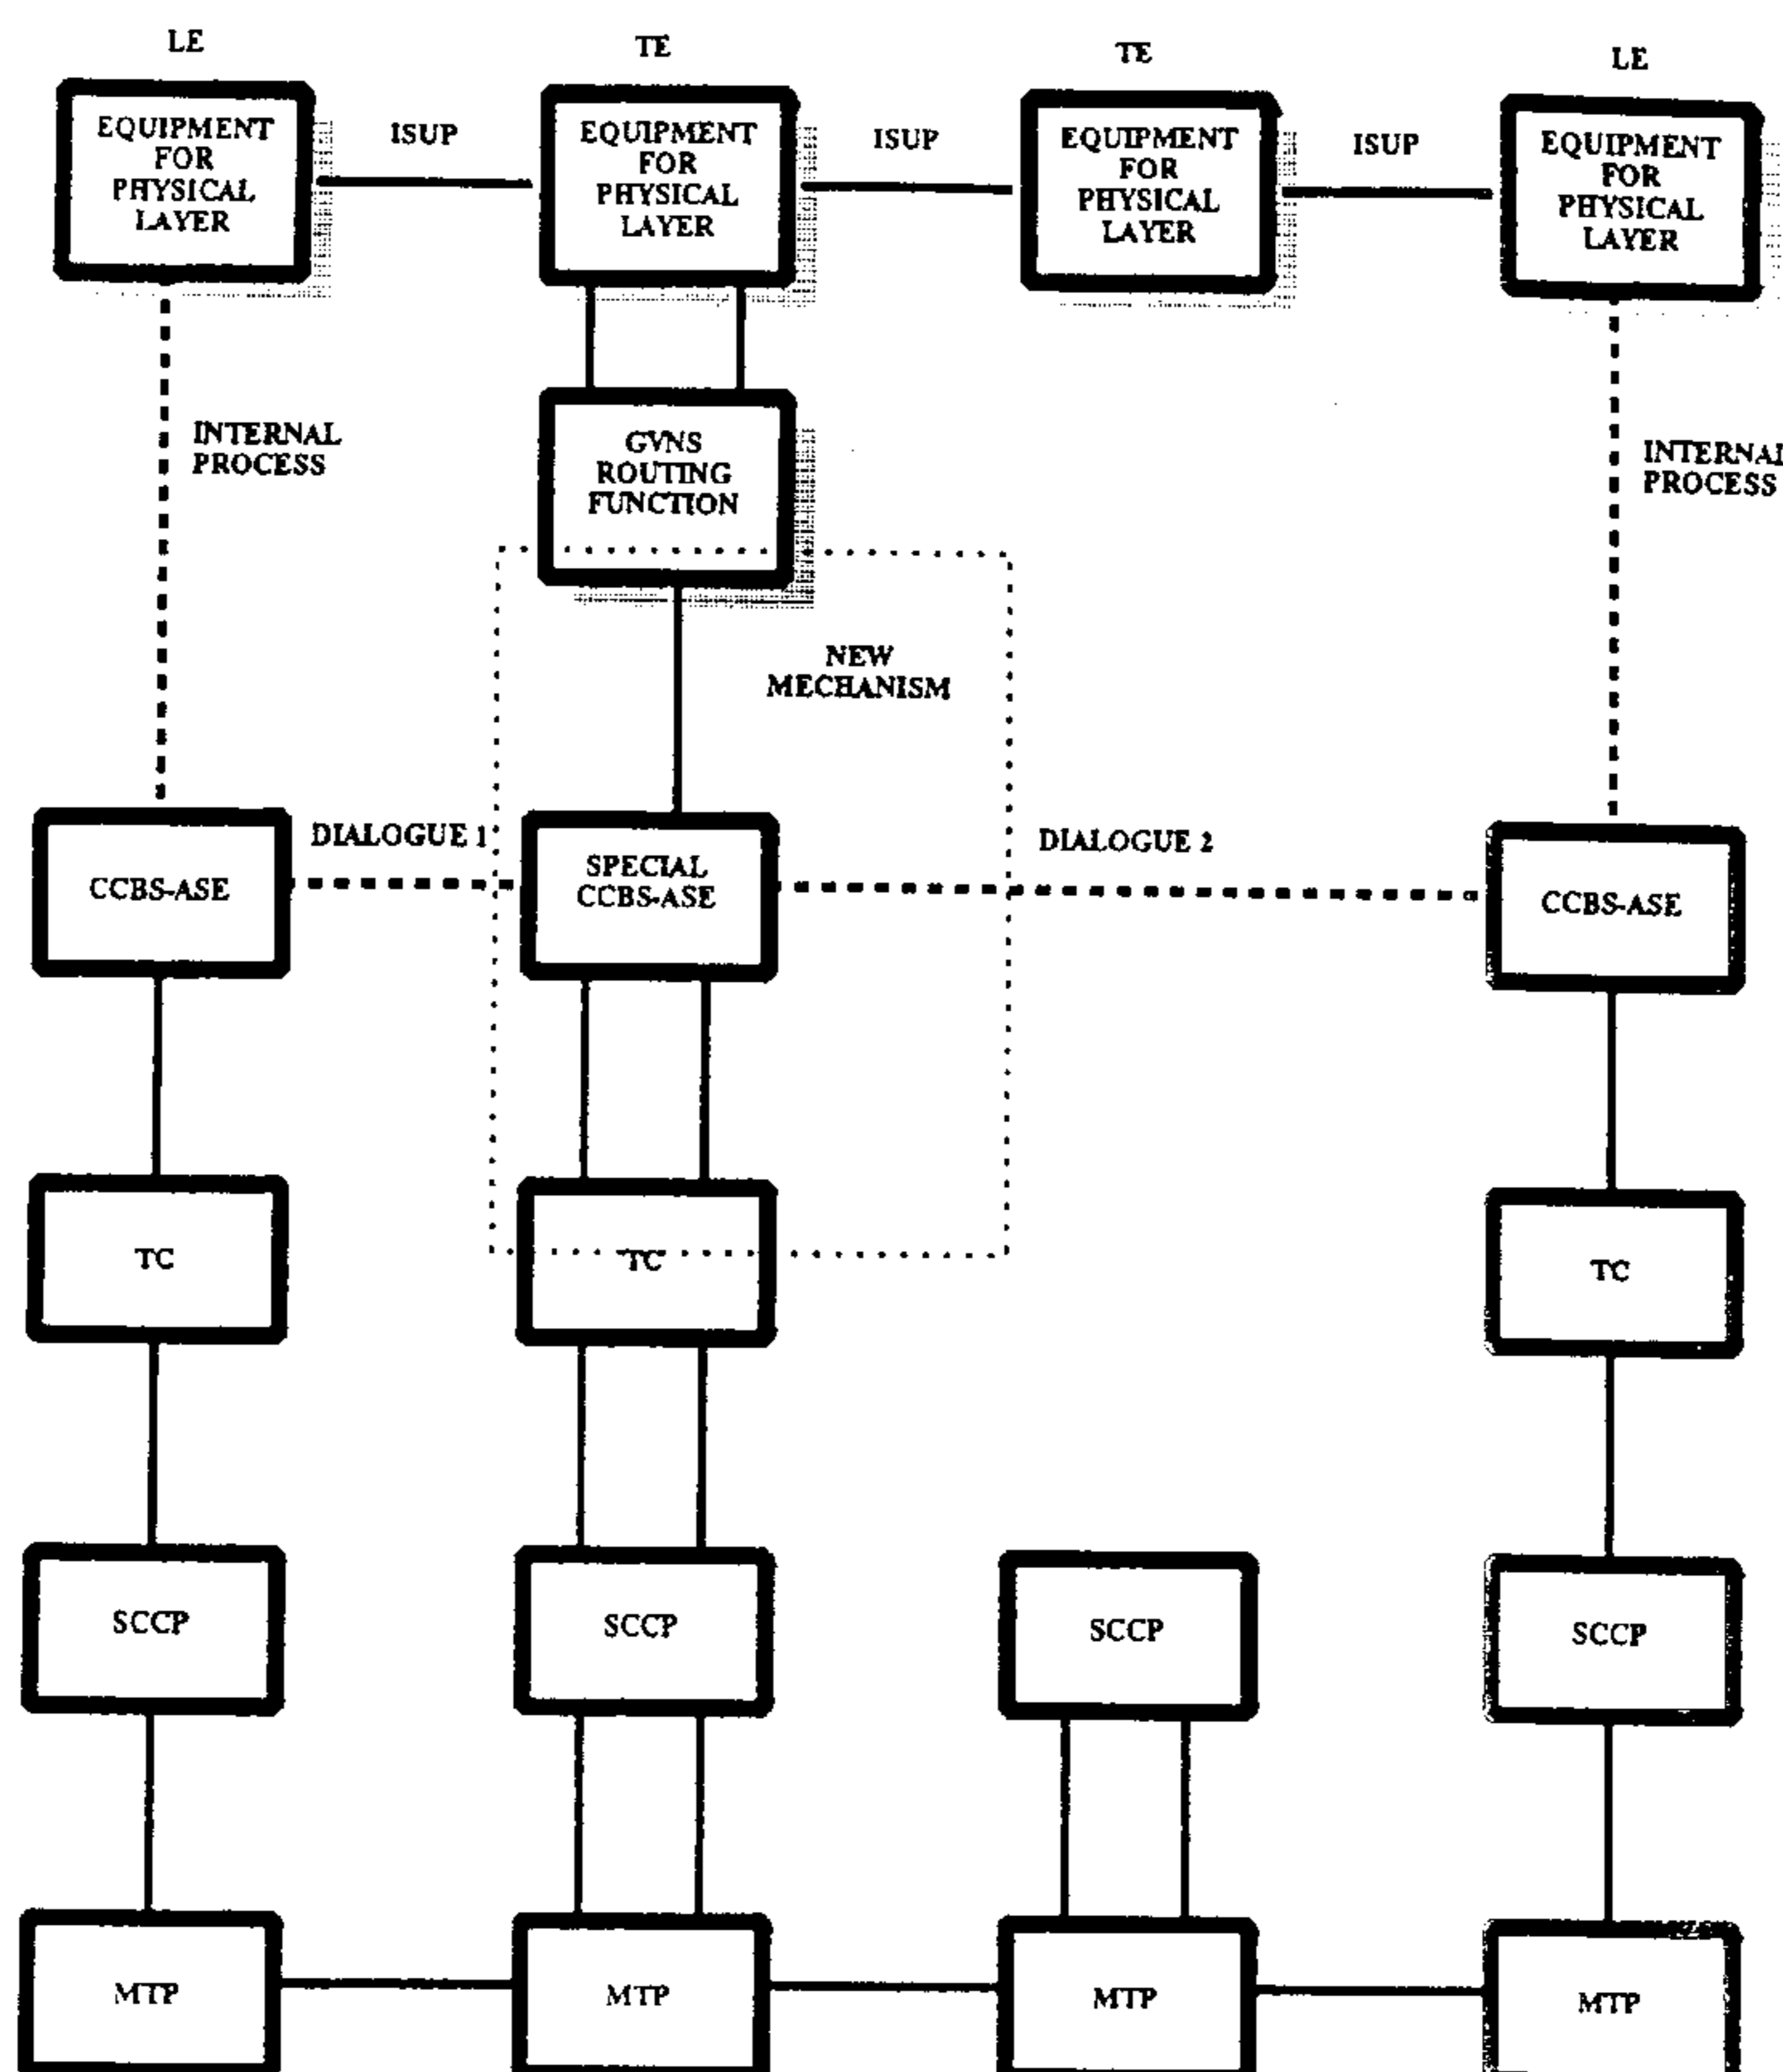 LE
TE
TE
LE
EQUIPMENT
FOR
PHYSICAL
LAYER
ISUP
EQUIPMENT
FOR
PHYSICAL
LAYER
ISUP
EQUIPMENT
FOR
PHYSICAL
LAYER
ISUP
EQUIPMENT
FOR
PHYSICAL
LAYER
INTERNAL
PROCESS
GVNS
ROUTING
FUNCTION
INTERNAL
PROCESS
NEW
MECHANISM
CCBS-ASE
DIALOGUE 1
SPECIAL
CCBS-ASE
DIALOGUE 2
CCBS-ASE
TC
TC
TC
SCCP
SCCP
SCCP
SCCP
MTP
MTP
MTP
MTP